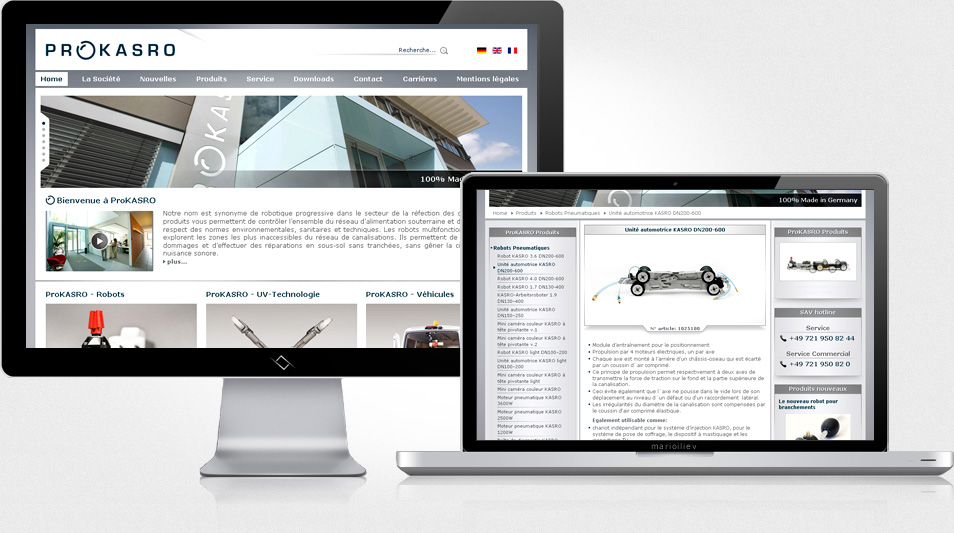 PROKASRO
Recherche...
Home La Société Nouvelles Produits Service Downloads Contact Carrières Mentions légales
PROKAS
100% Mad
Bienvenue à ProKASRO
Notre nom est synonyme de robotique progressive dans le secteur de la réfection des
produits vous permettent de contrôler l'ensemble du réseau d'alimentation souterraine et
respect des normes environnementales, sanitaires et techniques. Les robots multifonction
explorent les zones les plus inaccessibles du réseau de canalisations. Ils permettent de
dommages et d'effectuer des réparations en sous-sol sans tranchées, sans gêner la
nuisance sonore.
plus...
ProKASRO - Robots
ProKASRO - UV-Technologie
ProKASRO - Véhicules
100% Made in Germany
Home Produits Robots Pneumatiques Unité automotrice KASRO DN200-600
ProKASRO Produits
Robots Pneumatiques
Robot KASRO 3.6 DN200-600
Unité automotrice KASRO
DN200-600
Robot KASRO 4.0 DN200-600
Robot KASRO 1.7 DN130-400
KASRO-Arbeitsroboter 1.9
DN130-400
Unité automotrice KASRO
DN150-250
Mini caméra couleur KASRO à
tête pivotante v.1
Mini caméra couleur KASRO à
tête pivotante v.2
Robot KASRO light DN100-200
Unité automotrice KASRO light
DN100-200
Mini caméra couleur KASRO à
tête pivotante light
Mini caméra couleur KASRO
Moteur pneumatique KASRO
3600W
Moteur pneumatique KASRO
2500W
Moteur pneumatique KASRO
1200W
Unité automotrice KASRO DN200-600
N° article: 1025100
Module d'entraînement pour le positionnement
Propulsion par 4 moteurs électriques, un par axe
Chaque axe est monté à l'arrière d'un châssis-ciseau qui est écarté
par un coussin d' air comprimé.
Ce principe de propulsion permet respectivement à deux axes de
transmettre la force de traction sur le fond et la partie supérieure de
la canalisation.
Ceci évite également que l´axe ne pousse dans le vide lors de son
déplacement au niveau d´un défaut ou d'un raccordement latéral.
Les irrégularités du diamètre de la canalisation sont compensées par
le coussin d'air comprimé élastique.
Egalement utilisable comme:
chariot indépendant pour le système d'injection KASRO, pour le
système de pose de coffrage, le dispositif à mastiquage et les
ProKASRO Produits
SAV hotline
Service
+49 721 950 82 44
Service Commercial
+49 721 950 82 0
Produits nouveaux
Le nouveau robot pour
branchements
marioiliev